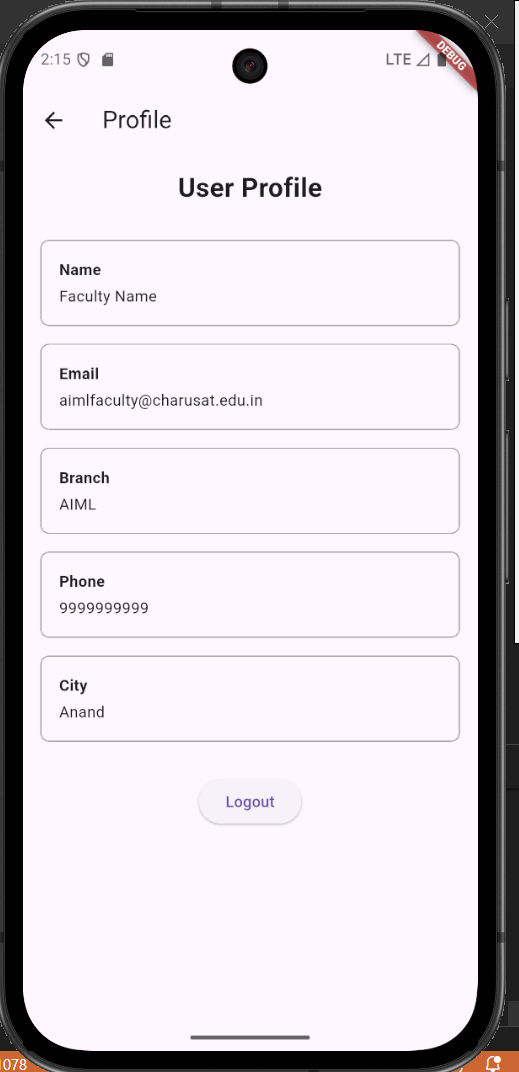 2:15
LTE
DEBUG
Profile
User Profile
Name
Faculty Name
Email
aimlfaculty@charusat.edu.in
Branch
AIML
Phone
9999999999
City
Anand
Logout